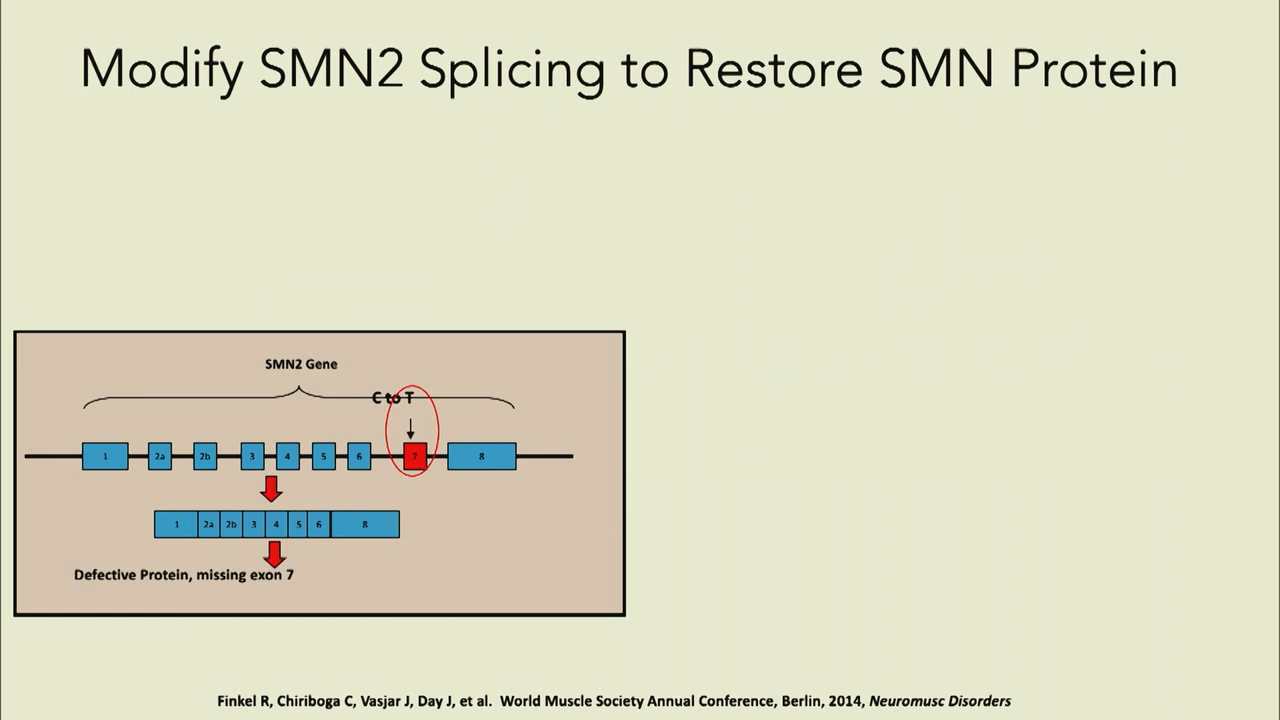 Modify SMN2 Splicing to Restore SMN Protein
SMN2 Gene
C to T
1 2a 2b 3 4 5 6 7 8
1 2a 2b 3 4 5 6 8
Defective Protein, missing exon 7
Finkel R, Chiriboga C, Vasjar J, Day J, et al. World Muscle Society Annual Conference, Berlin, 2014, Neuromusc Disorders